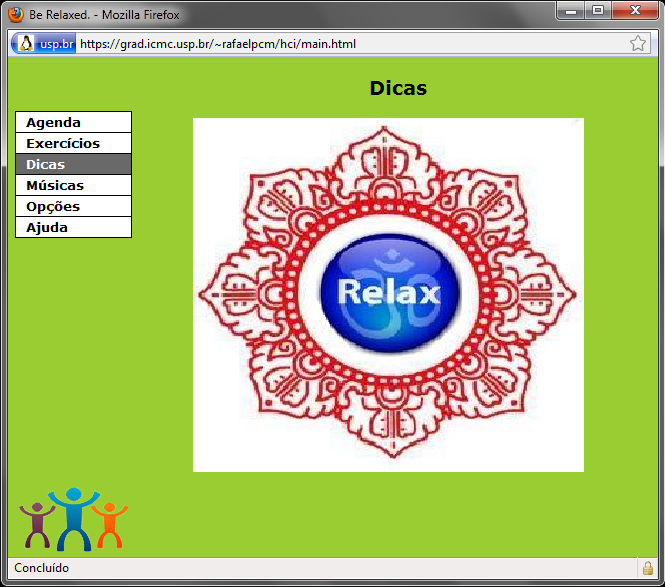 Be Relaxed. - Mozilla Firefox
usp.br https://grad.icmc.usp.br/~rafaelpcm/hci/main.html
Dicas
Agenda
Exercícios
Dicas
Músicas
Opções
Ajuda
ॐ
Relax
Concluído